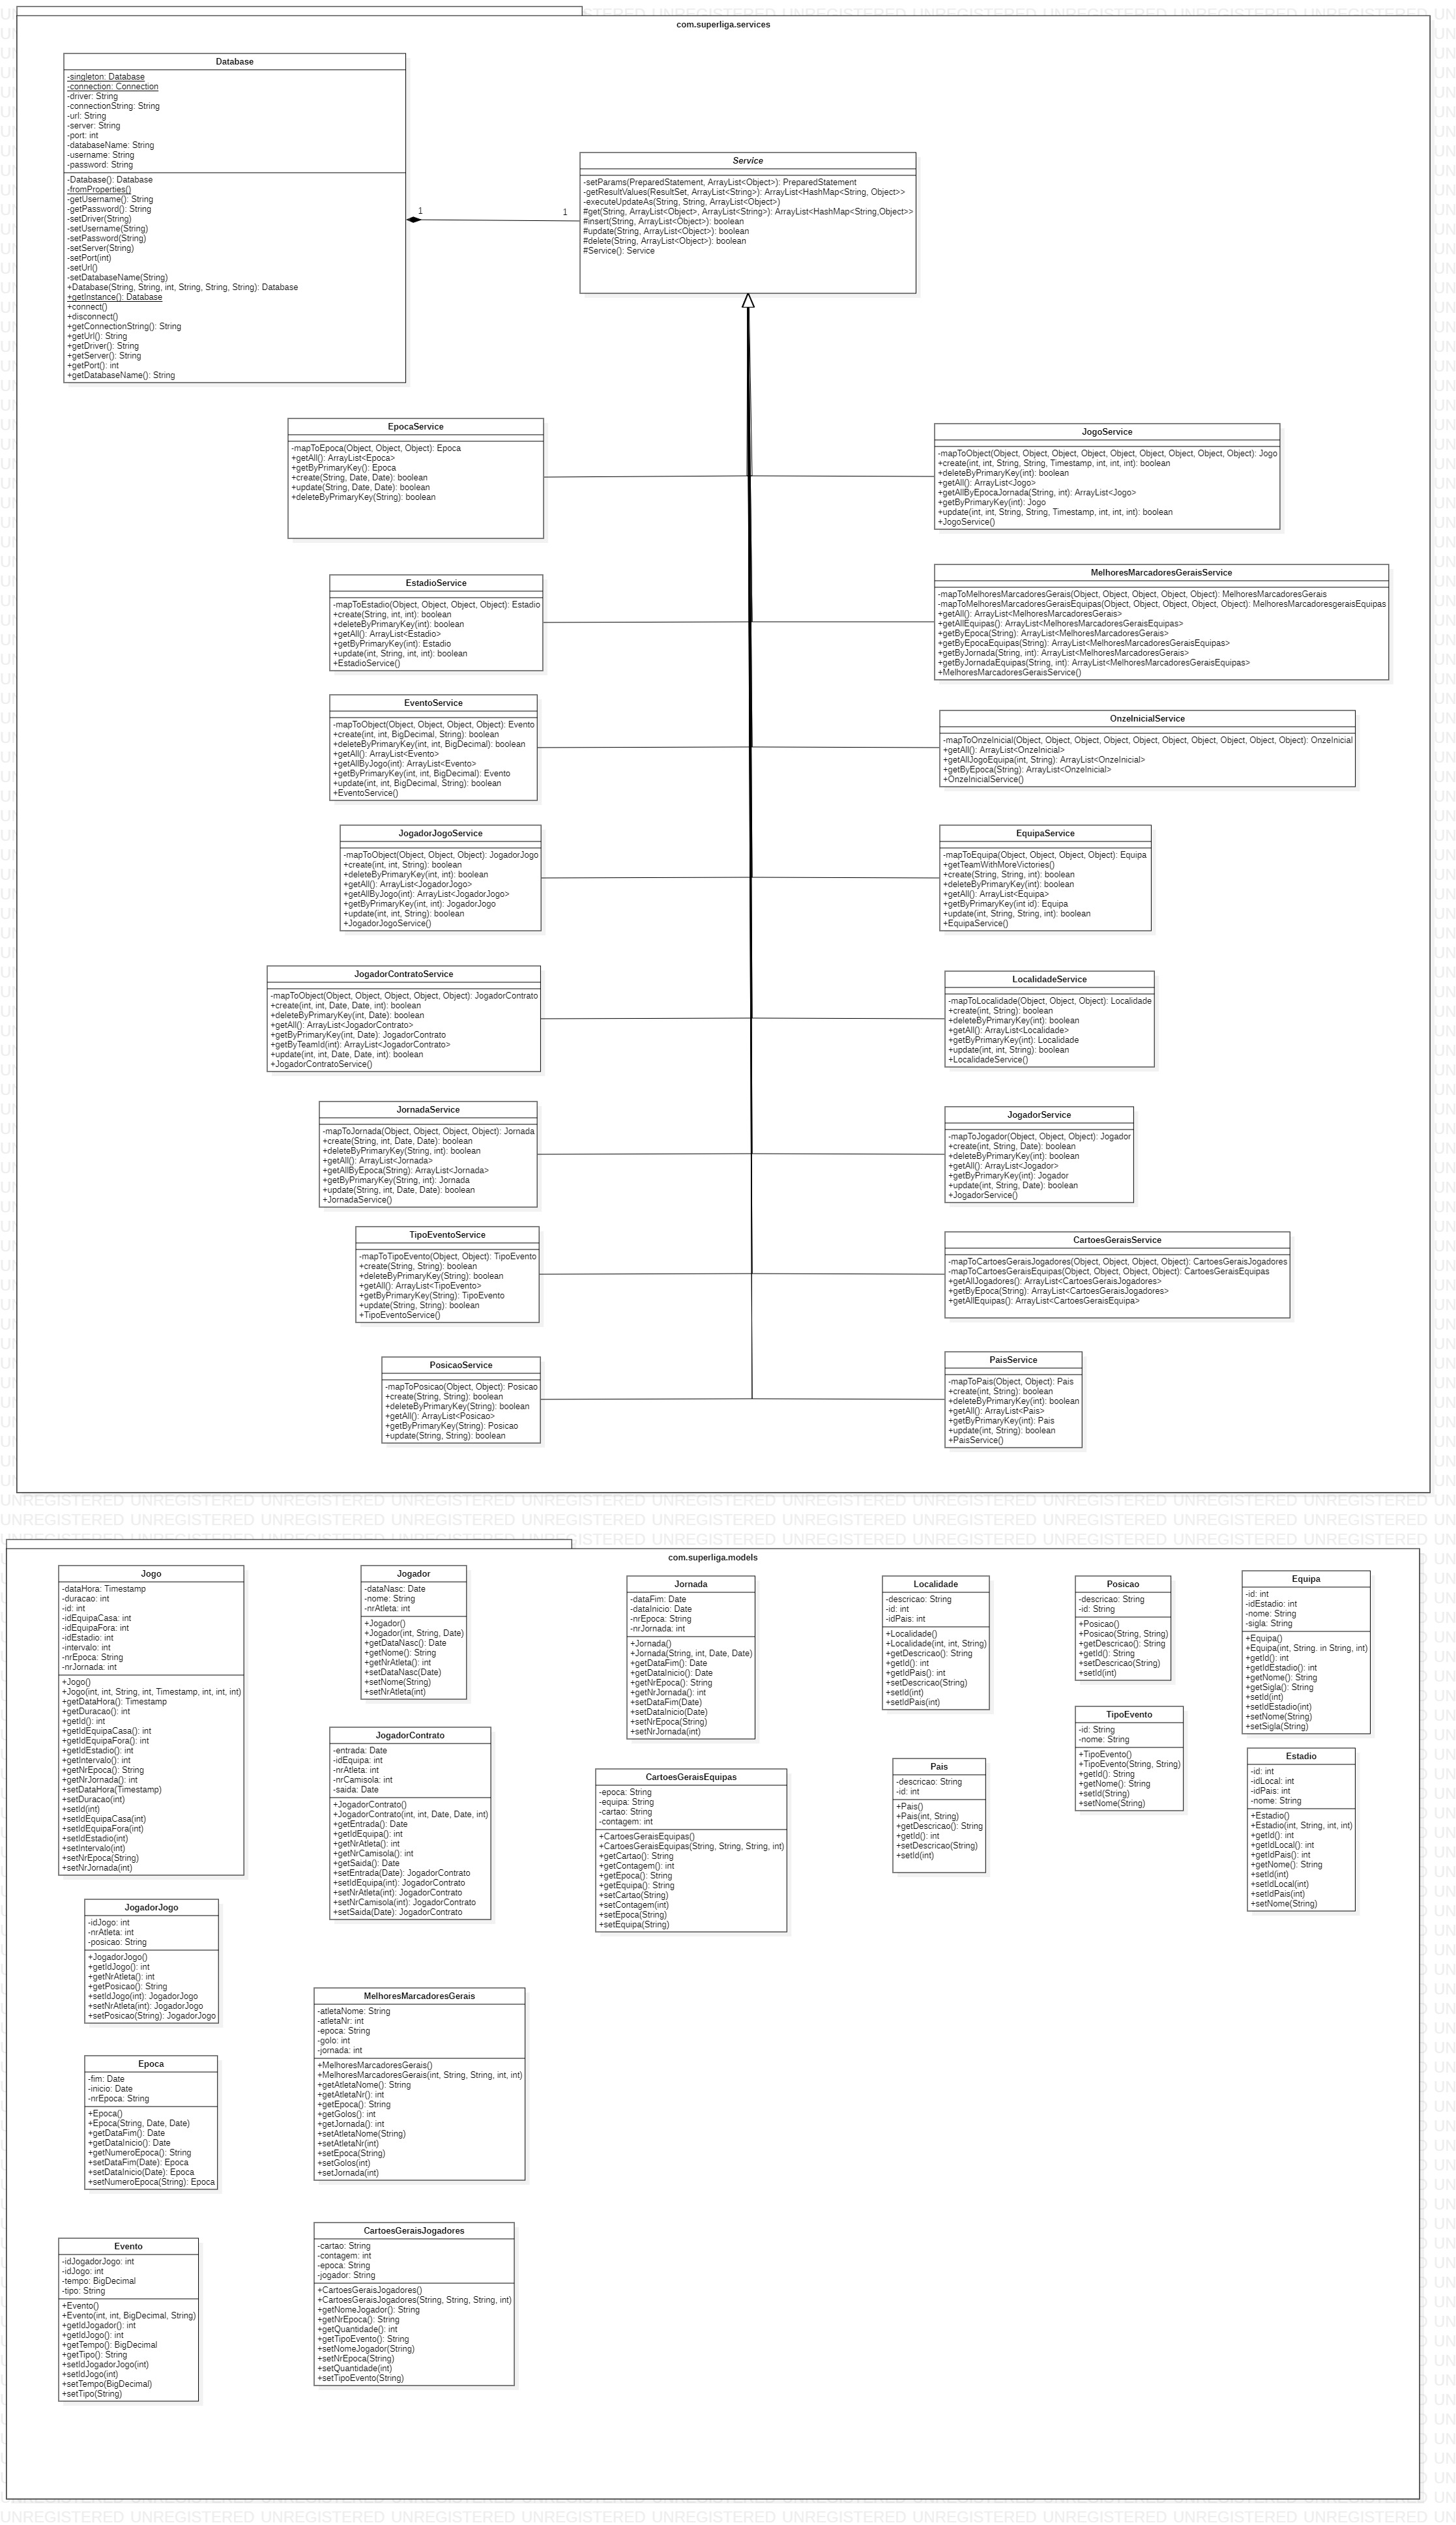 com.superliga.services
Database
-singleton: Database
-connection: Connection
-driver: String
-connectionString: String
-url: String
-server: String
-port: int
-databaseName: String
-username: String
-password: String
-Database(): Database
-fromProperties()
-getUsername(): String
-getPassword(): String
-setDriver(String)
-setUsername(String)
-setPassword(String)
-setServer(String)
-setPort(int)
-setUrl()
-setDatabaseName(String)
+Database(String, String, int, String, String, String): Database
+getInstance(): Database
+connect()
+disconnect()
+getConnectionString(): String
+getUrl(): String
+getDriver(): String
+getServer(): String
+getPort(): int
+getDatabaseName(): String
1
1
Service
-setParams(PreparedStatement, ArrayList<Object>): PreparedStatement
-getResultValues(ResultSet, ArrayList<String>): ArrayList<HashMap<String, Object>>
-executeUpdateAs(String, String, ArrayList<Object>)
#get(String, ArrayList<Object>, ArrayList<String>): ArrayList<HashMap<String,Object>>
#insert(String, ArrayList<Object>): boolean
#update(String, ArrayList<Object>): boolean
#delete(String, ArrayList<Object>): boolean
#Service(): Service
EpocaService
-mapToEpoca(Object, Object, Object): Epoca
+getAll(): ArrayList<Epoca>
+getByPrimaryKey(): Epoca
+create(String, Date, Date): boolean
+update(String, Date, Date): boolean
+deleteByPrimaryKey(String): boolean
JogoService
-mapToObject(Object, Object, Object, Object, Object, Object, Object, Object, Object): Jogo
+create(int, int, String, String, Timestamp, int, int, int): boolean
+deleteByPrimaryKey(int): boolean
+getAll(): ArrayList<Jogo>
+getAllByEpocaJornada(String, int): ArrayList<Jogo>
+getByPrimaryKey(int): Jogo
+update(int, int, String, String, Timestamp, int, int, int): boolean
+JogoService()
EstadioService
-mapToEstadio(Object, Object, Object, Object): Estadio
+create(String, int, int): boolean
+deleteByPrimaryKey(int): boolean
+getAll(): ArrayList<Estadio>
+getByPrimaryKey(int): Estadio
+update(int, String, int, int): boolean
+EstadioService()
MelhoresMarcadoresGeraisService
-mapToMelhoresMarcadoresGerais(Object, Object, Object, Object, Object): MelhoresMarcadoresGerais
-mapToMelhoresMarcadoresGeraisEquipas(Object, Object, Object, Object, Object): MelhoresMarcadoresgeraisEquipas
+getAll(): ArrayList<MelhoresMarcadoresGerais>
+getAllEquipas(): ArrayList<MelhoresMarcadoresGeraisEquipas>
+getByEpoca(String): ArrayList<MelhoresMarcadoresGerais>
+getByEpocaEquipas(String): ArrayList<MelhoresMarcadoresGeraisEquipas>
+getByJornada(String, int): ArrayList<MelhoresMarcadoresGerais>
+getByJornadaEquipas(String, int): ArrayList<MelhoresMarcadoresGeraisEquipas>
+MelhoresMarcadoresGeraisService()
EventoService
-mapToObject(Object, Object, Object, Object): Evento
+create(int, int, BigDecimal, String): boolean
+deleteByPrimaryKey(int, int, BigDecimal): boolean
+getAll(): ArrayList<Evento>
+getAllByJogo(int): ArrayList<Evento>
+getByPrimaryKey(int, int, BigDecimal): Evento
+update(int, int, BigDecimal, String): boolean
+EventoService()
OnzeInicialService
-mapToOnzeInicial(Object, Object, Object, Object, Object, Object, Object, Object, Object, Object): OnzeInicial
+getAll(): ArrayList<OnzeInicial>
+getAllJogoEquipa(int, String): ArrayList<OnzeInicial>
+getByEpoca(String): ArrayList<OnzeInicial>
+OnzeInicialService()
JogadorJogoService
-mapToObject(Object, Object, Object): JogadorJogo
+create(int, int, String): boolean
+deleteByPrimaryKey(int, int): boolean
+getAll(): ArrayList<JogadorJogo>
+getAllByJogo(int): ArrayList<JogadorJogo>
+getByPrimaryKey(int, int): JogadorJogo
+update(int, int, String): boolean
+JogadorJogoService()
EquipaService
-mapToEquipa(Object, Object, Object, Object): Equipa
+getTeamWithMoreVictories()
+create(String, String, int): boolean
+deleteByPrimaryKey(int): boolean
+getAll(): ArrayList<Equipa>
+getByPrimaryKey(int id): Equipa
+update(int, String, String, int): boolean
+EquipaService()
JogadorContratoService
-mapToObject(Object, Object, Object, Object, Object): JogadorContrato
+create(int, int, Date, Date, int): boolean
+deleteByPrimaryKey(int, Date): boolean
+getAll(): ArrayList<JogadorContrato>
+getByPrimaryKey(int, Date): JogadorContrato
+getByTeamId(int): ArrayList<JogadorContrato>
+update(int, int, Date, Date, int): boolean
+JogadorContratoService()
LocalidadeService
-mapToLocalidade(Object, Object, Object): Localidade
+create(int, String): boolean
+deleteByPrimaryKey(int): boolean
+getAll(): ArrayList<Localidade>
+getByPrimaryKey(int): Localidade
+update(int, int, String): boolean
+LocalidadeService()
JornadaService
-mapToJornada(Object, Object, Object, Object): Jornada
+create(String, int, Date, Date): boolean
+deleteByPrimaryKey(String, int): boolean
+getAll(): ArrayList<Jornada>
+getAllByEpoca(String): ArrayList<Jornada>
+getByPrimaryKey(String, int): Jornada
+update(String, int, Date, Date): boolean
+JornadaService()
JogadorService
-mapToJogador(Object, Object, Object): Jogador
+create(int, String, Date): boolean
+deleteByPrimaryKey(int): boolean
+getAll(): ArrayList<Jogador>
+getByPrimaryKey(int): Jogador
+update(int, String, Date): boolean
+JogadorService()
TipoEventoService
-mapToTipoEvento(Object, Object): TipoEvento
+create(String, String): boolean
+deleteByPrimaryKey(String): boolean
+getAll(): ArrayList<TipoEvento>
+getByPrimaryKey(String): TipoEvento
+update(String, String): boolean
+TipoEventoService()
CartoesGeraisService
-mapToCartoesGeraisJogadores(Object, Object, Object, Object): CartoesGeraisJogadores
-mapToCartoesGeraisEquipas(Object, Object, Object, Object): CartoesGeraisEquipas
+getAllJogadores(): ArrayList<CartoesGeraisJogadores>
+getByEpoca(String): ArrayList<CartoesGeraisJogadores>
+getAllEquipas(): ArrayList<CartoesGeraisEquipa>
PosicaoService
-mapToPosicao(Object, Object): Posicao
+create(String, String): boolean
+deleteByPrimaryKey(String): boolean
+getAll(): ArrayList<Posicao>
+getByPrimaryKey(String): Posicao
+update(String, String): boolean
PaisService
-mapToPais(Object, Object): Pais
+create(int, String): boolean
+deleteByPrimaryKey(int): boolean
+getAll(): ArrayList<Pais>
+getByPrimaryKey(int): Pais
+update(int, String): boolean
+PaisService()
com.superliga.models
Jogo
-dataHora: Timestamp
-duracao: int
-id: int
-idEquipaCasa: int
-idEquipaFora: int
-idEstadio: int
-intervalo: int
-nrEpoca: String
-nrJornada: int
+Jogo()
+Jogo(int, int, String, int, Timestamp, int, int, int)
+getDataHora(): Timestamp
+getDuracao(): int
+getId(): int
+getIdEquipaCasa(): int
+getIdEquipaFora(): int
+getIdEstadio(): int
+getIntervalo(): int
+getNrEpoca(): String
+getNrJornada(): int
+setDataHora(Timestamp)
+setDuracao(int)
+setId(int)
+setIdEquipaCasa(int)
+setIdEquipaFora(int)
+setIdEstadio(int)
+setIntervalo(int)
+setNrEpoca(String)
+setNrJornada(int)
Jogador
-dataNasc: Date
-nome: String
-nrAtleta: int
+Jogador()
+Jogador(int, String, Date)
+getDataNasc(): Date
+getNome(): String
+getNrAtleta(): int
+setDataNasc(Date)
+setNome(String)
+setNrAtleta(int)
Jornada
-dataFim: Date
-dataInicio: Date
-nrEpoca: String
-nrJornada: int
+Jornada()
+Jornada(String, int, Date, Date)
+getDataFim(): Date
+getDataInicio(): Date
+getNrEpoca(): String
+getNrJornada(): int
+setDataFim(Date)
+setDataInicio(Date)
+setNrEpoca(String)
+setNrJornada(int)
Localidade
-descricao: String
-id: int
-idPais: int
+Localidade()
+Localidade(int, int, String)
+getDescricao(): String
+getId(): int
+getIdPais(): int
+setDescricao(String)
+setId(int)
+setIdPais(int)
Posicao
-descricao: String
-id: String
+Posicao()
+Posicao(String, String)
+getDescricao(): String
+getId(): String
+setDescricao(String)
+setId(int)
Equipa
-id: int
-idEstadio: int
-nome: String
-sigla: String
+Equipa()
+Equipa(int, String. in String, int)
+getId(): int
+getIdEstadio(): int
+getNome(): String
+getSigla(): String
+setId(int)
+setIdEstadio(int)
+setNome(String)
+setSigla(String)
TipoEvento
-id: String
-nome: String
+TipoEvento()
+TipoEvento(String, String)
+getId(): String
+getNome(): String
+setId(String)
+setNome(String)
JogadorContrato
-entrada: Date
-idEquipa: int
-nrAtleta: int
-nrCamisola: int
-saida: Date
+JogadorContrato()
+JogadorContrato(int, int, Date, Date, int)
+getEntrada(): Date
+getIdEquipa(): int
+getNrAtleta(): int
+getNrCamisola(): int
+getSaida(): Date
+setEntrada(Date): JogadorContrato
+setIdEquipa(int): JogadorContrato
+setNrAtleta(int): JogadorContrato
+setNrCamisola(int): JogadorContrato
+setSaida(Date): JogadorContrato
Estadio
-id: int
-idLocal: int
-idPais: int
-nome: String
+Estadio()
+Estadio(int, String, int, int)
+getId(): int
+getIdLocal(): int
+getIdPais(): int
+getNome(): String
+setId(int)
+setIdLocal(int)
+setIdPais(int)
+setNome(String)
Pais
-descricao: String
-id: int
+Pais()
+Pais(int, String)
+getDescricao(): String
+getId(): int
+setDescricao(String)
+setId(int)
CartoesGeraisEquipas
-epoca: String
-equipa: String
-cartao: String
-contagem: int
+CartoesGeraisEquipas()
+CartoesGeraisEquipas(String, String, String, int)
+getCartao(): String
+getContagem(): int
+getEpoca(): String
+getEquipa(): String
+setCartao(String)
+setContagem(int)
+setEpoca(String)
+setEquipa(String)
JogadorJogo
-idJogo: int
-nrAtleta: int
-posicao: String
+JogadorJogo()
+getIdJogo(): int
+getNrAtleta(): int
+getPosicao(): String
+setIdJogo(int): JogadorJogo
+setNrAtleta(int): JogadorJogo
+setPosicao(String): JogadorJogo
MelhoresMarcadoresGerais
-atletaNome: String
-atletaNr: int
-epoca: String
-golo: int
-jornada: int
+MelhoresMarcadoresGerais()
+MelhoresMarcadoresGerais(int, String, String, int, int)
+getAtletaNome(): String
+getAtletaNr(): int
+getEpoca(): String
+getGolos(): int
+getJornada(): int
+setAtletaNome(String)
+setAtletaNr(int)
+setEpoca(String)
+setGolos(int)
+setJornada(int)
Epoca
-fim: Date
-inicio: Date
-nrEpoca: String
+Epoca()
+Epoca(String, Date, Date)
+getDataFim(): Date
+getDataInicio(): Date
+getNumeroEpoca(): String
+setDataFim(Date): Epoca
+setDataInicio(Date): Epoca
+setNumeroEpoca(String): Epoca
CartoesGeraisJogadores
-cartao: String
-contagem: int
-epoca: String
-jogador: String
+CartoesGeraisJogadores()
+CartoesGeraisJogadores(String, String, String, int)
+getNomeJogador(): String
+getNrEpoca(): String
+getQuantidade(): int
+getTipoEvento(): String
+setNomeJogador(String)
+setNrEpoca(String)
+setQuantidade(int)
+setTipoEvento(String)
Evento
-idJogadorJogo: int
-idJogo: int
-tempo: BigDecimal
-tipo: String
+Evento()
+Evento(int, int, BigDecimal, String)
+getIdJogador(): int
+getIdJogo(): int
+getTempo(): BigDecimal
+getTipo(): String
+setIdJogadorJogo(int)
+setIdJogo(int)
+setTempo(BigDecimal)
+setTipo(String)
UNREGISTERED UNREGISTERED UNREGISTERED UNREGISTERED UNREGISTERED UNREGISTERED UNREGISTERED UNREGISTERED UNREGISTERED UNREGISTERED UNREGISTERED UN